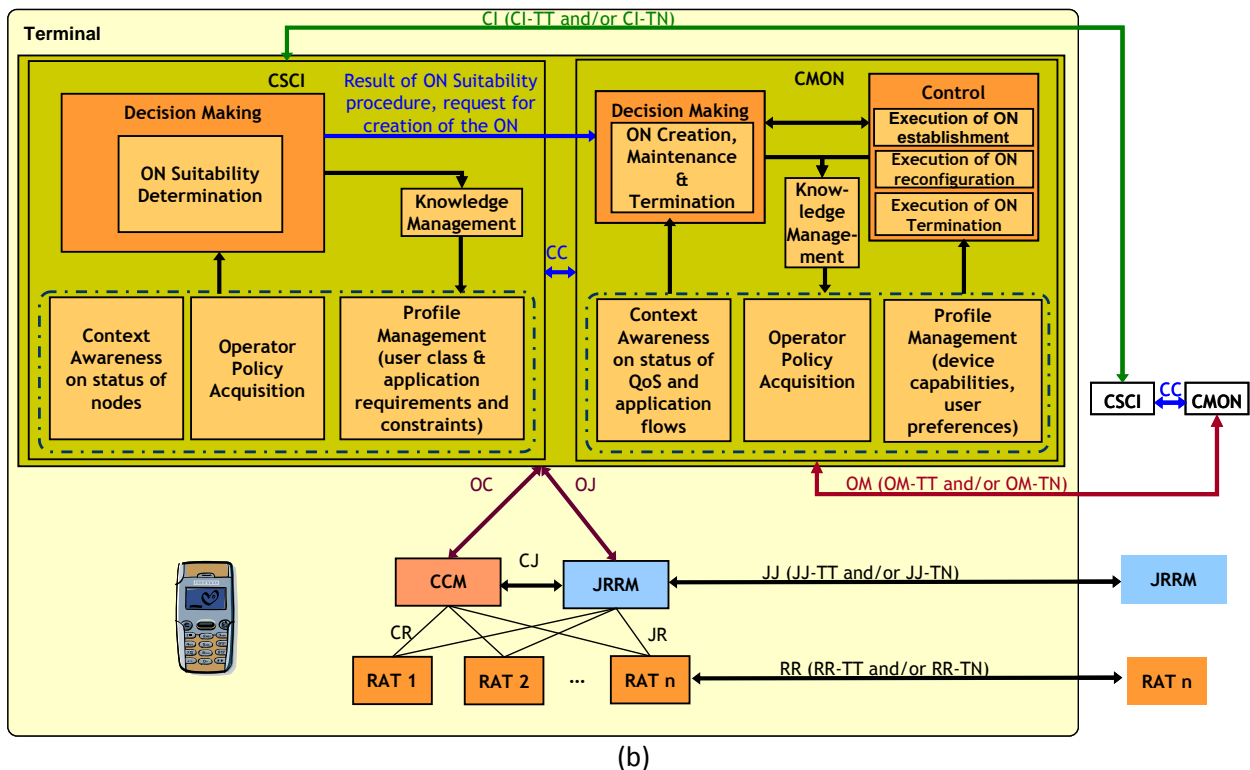 CI (CI-TT and/or CI-TN)
Terminal
CSCI
Decision Making
ON Suitability
Determination
Result of ON Suitability
procedure, request for
creation of the ON
Knowledge
Management
Context
Awareness
on status of
nodes
Operator
Policy
Acquisition
Profile
Management
(user class &
application
requirements and
constraints)
CC
CMON
Decision Making
ON Creation,
Maintenance
&
Termination
Know-
ledge
Manage-
ment
Control
Execution of ON
establishment
Execution of ON
reconfiguration
Execution of ON
Termination
Context
Awareness
on status of
QoS and
application
flows
Operator
Policy
Acquisition
Profile
Management
(device
capabilities,
user
preferences)
CSCI
CC
CMON
OM (OM-TT and/or OM-TN)
OC
OJ
CCM
CJ
JRRM
JJ (JJ-TT and/or JJ-TN)
JRRM
CR
JR
RAT 1
RAT 2
...
RAT n
RR (RR-TT and/or RR-TN)
RAT n
(b)